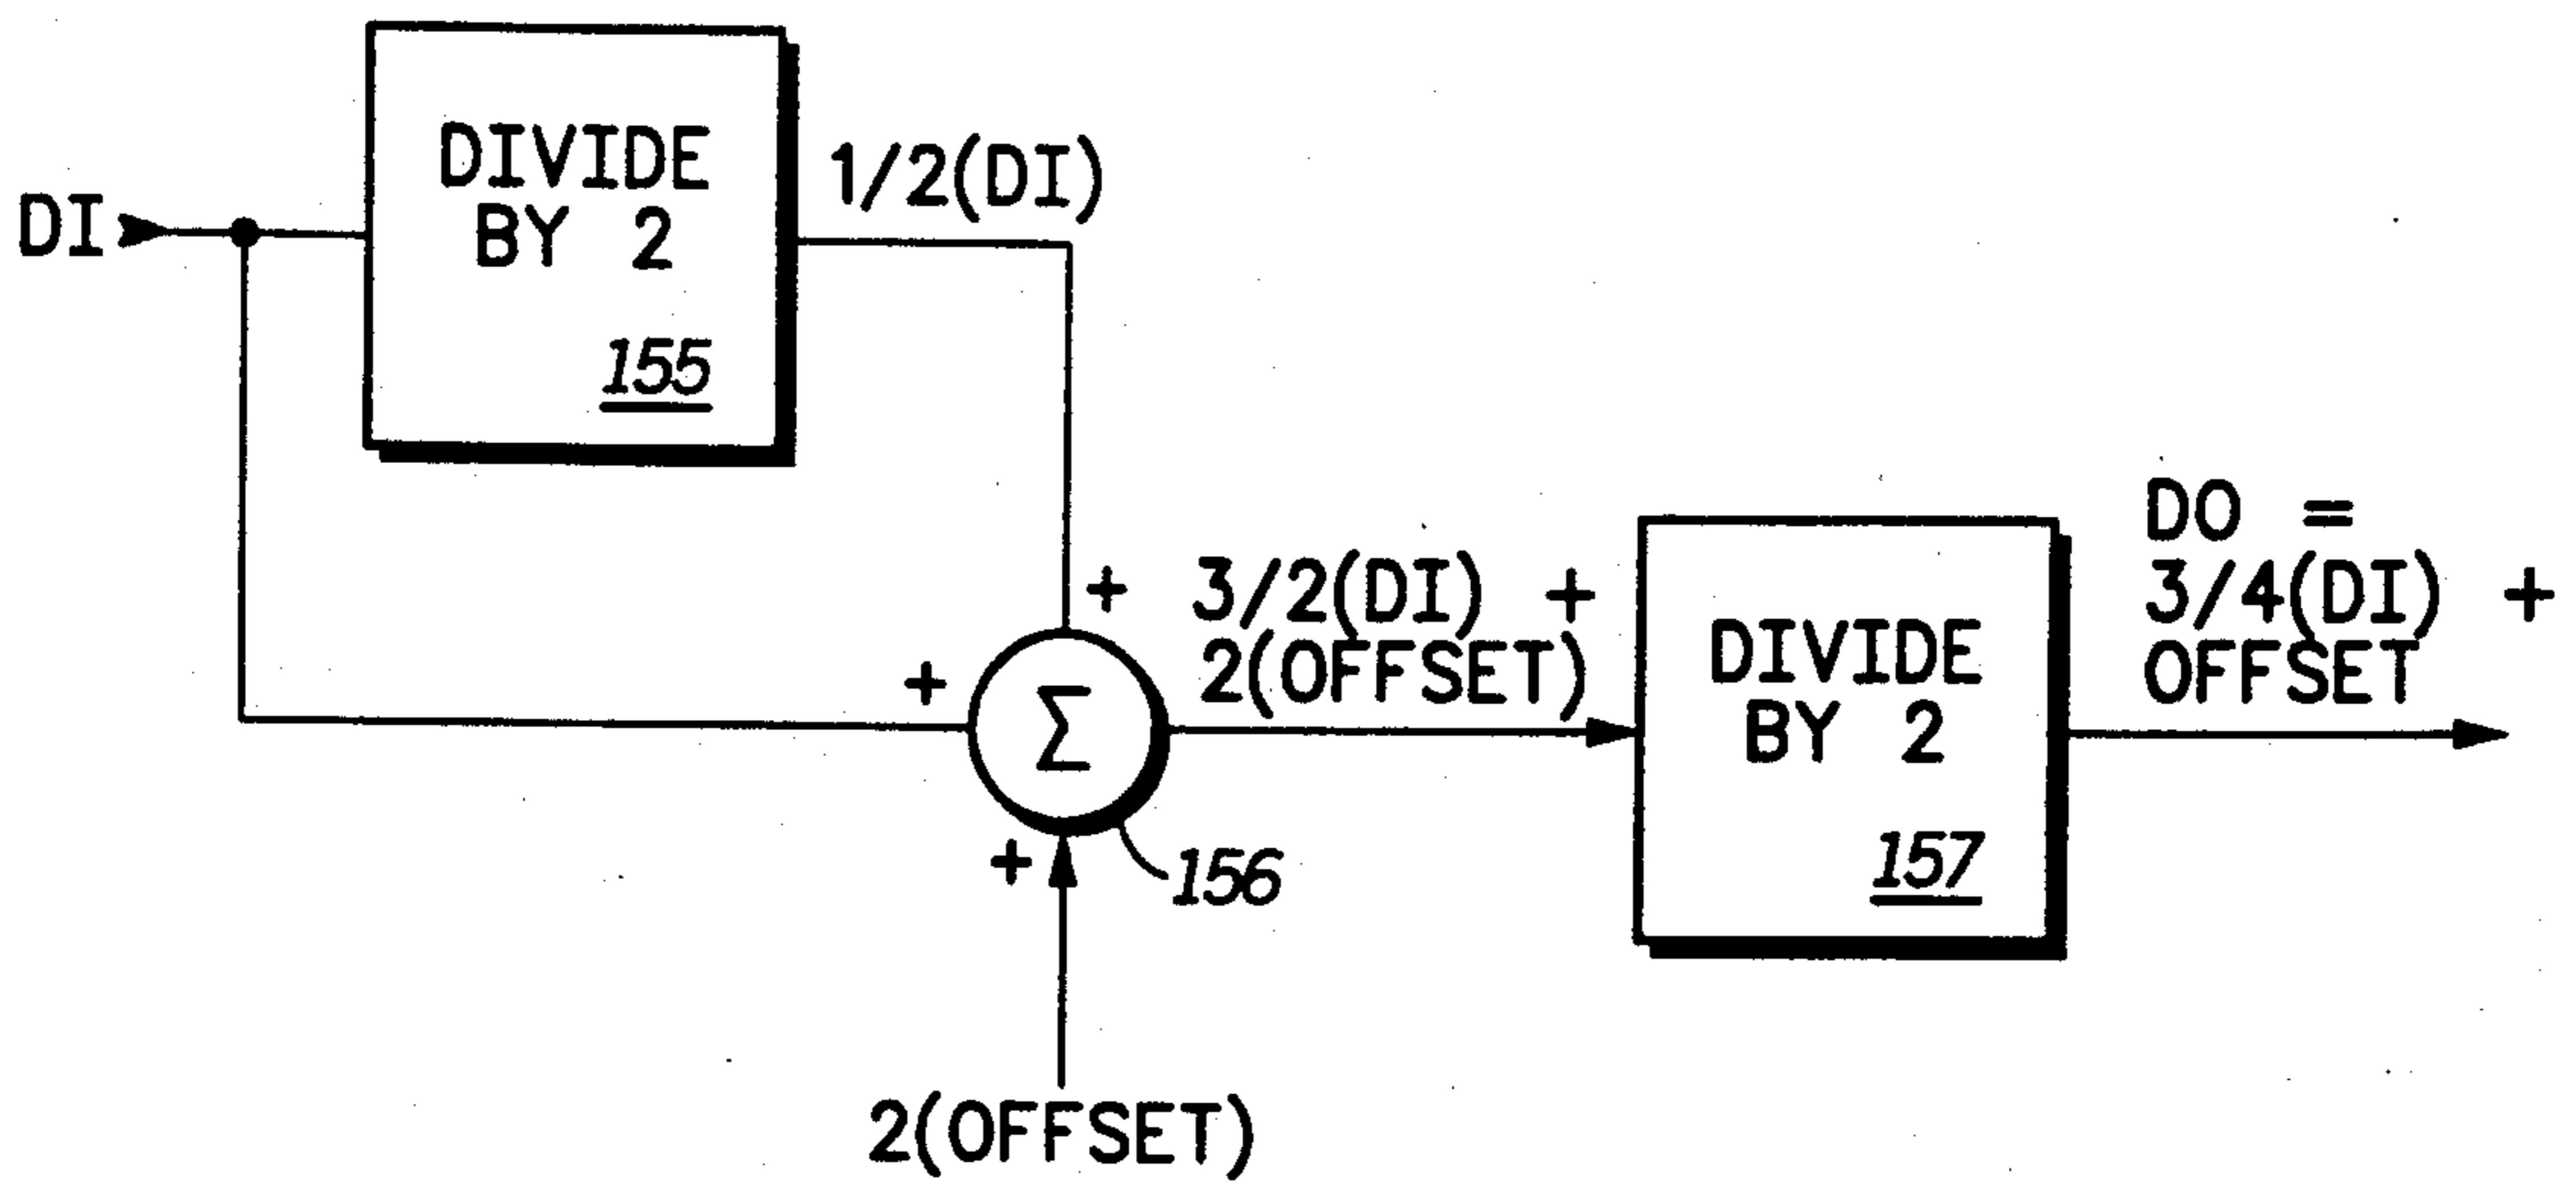 DI
DIVIDE
BY 2
155
1/2(DI)
+
+
+
Σ
156
2(OFFSET)
3/2(DI) +
2(OFFSET)
DIVIDE
BY 2
157
DO =
3/4(DI) +
OFFSET